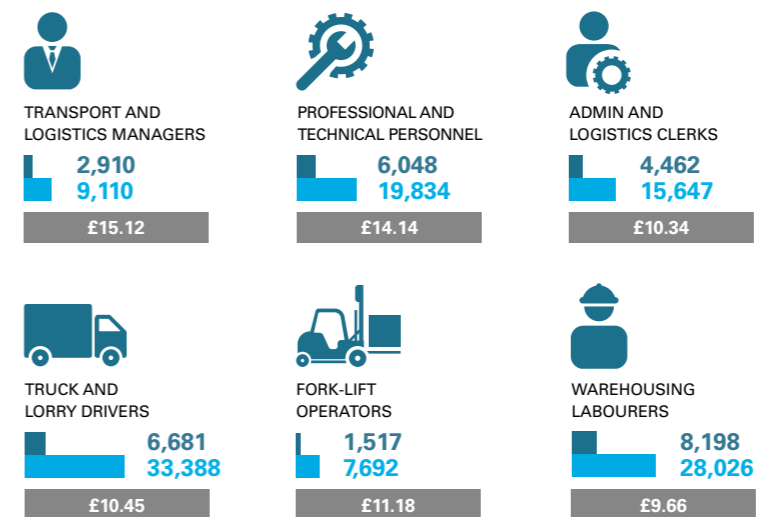 TRANSPORT AND
LOGISTICS MANAGERS
2,910
9,110
£15.12
PROFESSIONAL AND
TECHNICAL PERSONNEL
6,048
19,834
£14.14
ADMIN AND
LOGISTICS CLERKS
4,462
15,647
£10.34
TRUCK AND
LORRY DRIVERS
6,681
33,388
£10.45
FORK-LIFT
OPERATORS
1,517
7,692
£11.18
WAREHOUSING
LABOURERS
8,198
28,026
£9.66